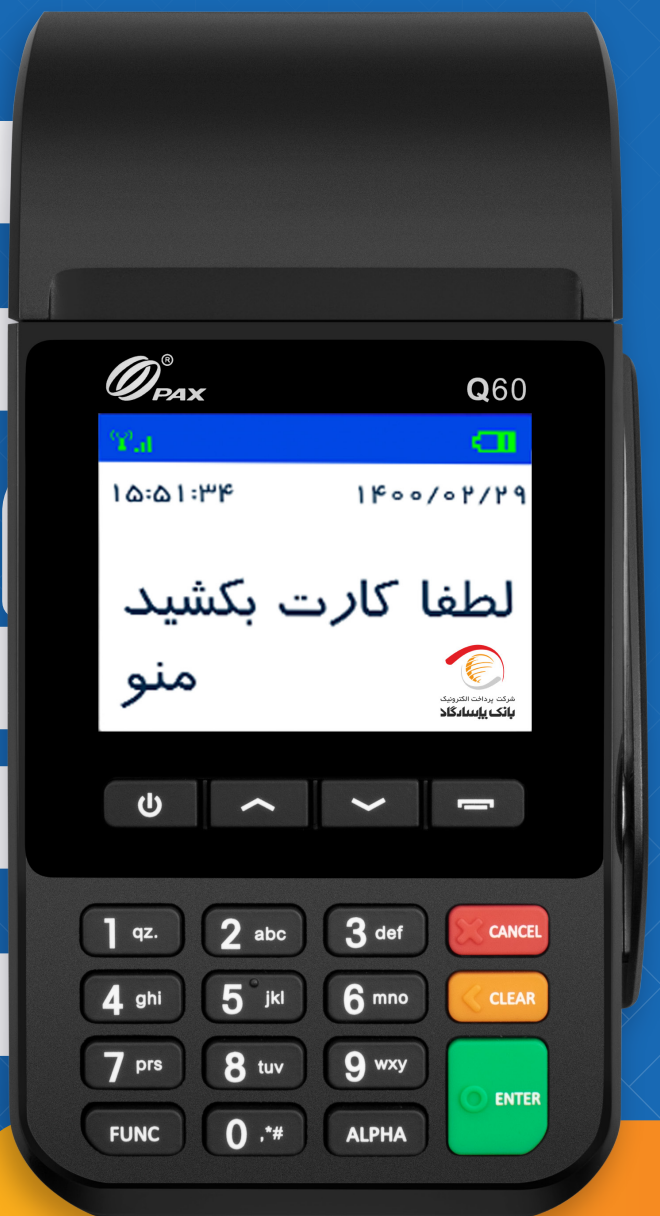 PAX® Q60
۱۵:۵۱:۳۴ ۱۴۰۰/۰۲/۲۹
لطفا کارت بکشید
منو
شرکت پرداخت الکترونیک
بانک پاسارگاد
1 qz. 2 abc 3 def CANCEL
4 ghi 5 jkl 6 mno CLEAR
7 prs 8 tuv 9 wxy ENTER
FUNC 0 ,*# ALPHA